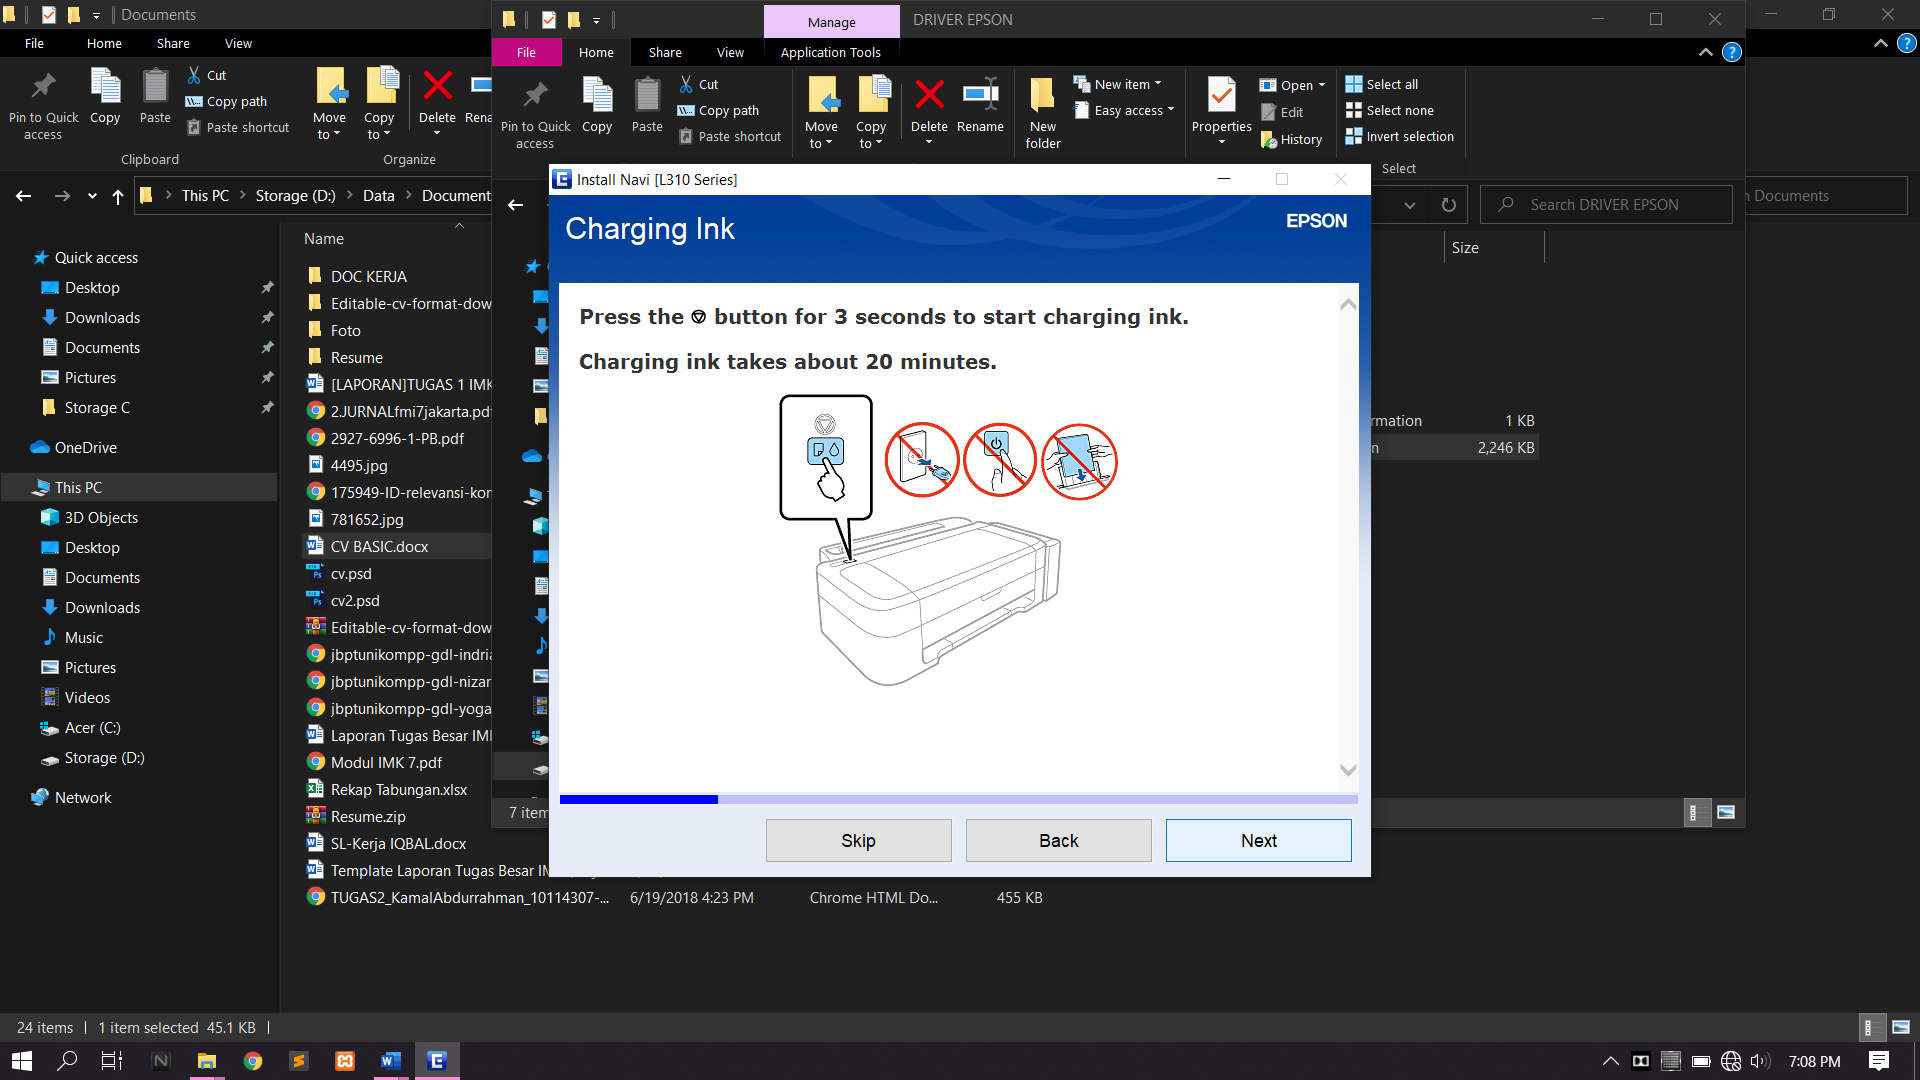 Documents
File Home Share View
Pin to Quick access
Copy
Paste
Cut
Copy path
Paste shortcut
Move to
Copy to
Delete
Clipboard
Organize
This PC > Storage (D:) > Data >
Name
Quick access
Desktop
Downloads
Documents
Pictures
Storage C
OneDrive
This PC
3D Objects
Desktop
Documents
Downloads
Music
Pictures
Videos
Acer (C:)
Storage (D:)
Network
DOC KERJA
Editable-cv-format-dow
Foto
Resume
[LAPORAN]TUGAS 1 IMK
2.JURNALfmi7jakarta.pdf
2927-6996-1-PB.pdf
4495.jpg
175949-ID-relevansi-kor
781652.jpg
CV BASIC.docx
cv.psd
cv2.psd
Editable-cv-format-dow
jbptunikompp-gdl-indria
jbptunikompp-gdl-nizar
jbptunikompp-gdl-yoga
Laporan Tugas Besar IM
Modul IMK 7.pdf
Rekap Tabungan.xlsx
Resume.zip
SL-Kerja IQBAL.docx
Template Laporan Tugas Besar IM
TUGAS2_KamalAbdurrahman_10114307-... 6/19/2018 4:23 PM Chrome HTML Do... 455 KB
24 items 1 item selected 45.1 KB
Manage DRIVER EPSON
File Home Share View Application Tools
Pin to Quick access
Copy
Paste
Cut
Copy path
Paste shortcut
Move to
Copy to
Delete
Rename
New folder
New item
Easy access
Properties
Open
Edit
History
Select all
Select none
Invert selection
Select
Search DRIVER EPSON
Documents
Size
1 KB
2,246 KB
Install Navi [L310 Series]
Charging Ink
EPSON
Press the button for 3 seconds to start charging ink.
Charging ink takes about 20 minutes.
Skip Back Next
7:08 PM